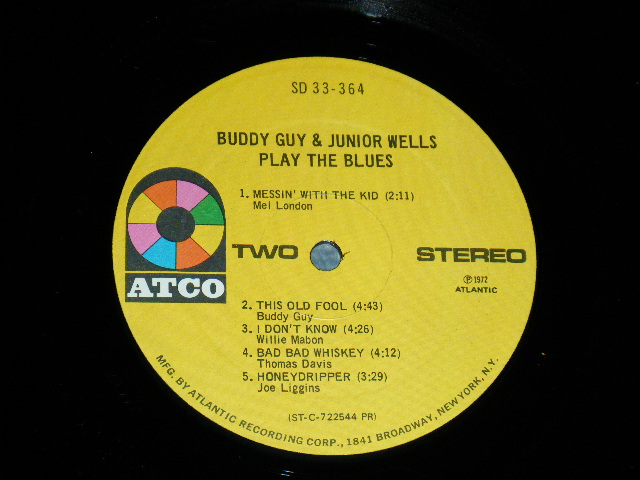 SD 33-364
BUDDY GUY & JUNIOR WELLS
PLAY THE BLUES
1. MESSIN' WITH THE KID (2:11)
Mel London
TWO
STEREO
ATCO
℗ 1972
ATLANTIC
2. THIS OLD FOOL (4:43)
Buddy Guy
3. I DON'T KNOW (4:26)
Willie Mabon
4. BAD BAD WHISKEY (4:12)
Thomas Davis
5. HONEYDRIPPER (3:29)
Joe Liggins
(ST-C-722544 PR)
MFG. BY ATLANTIC RECORDING CORP., 1841 BROADWAY, NEW YORK, N.Y.